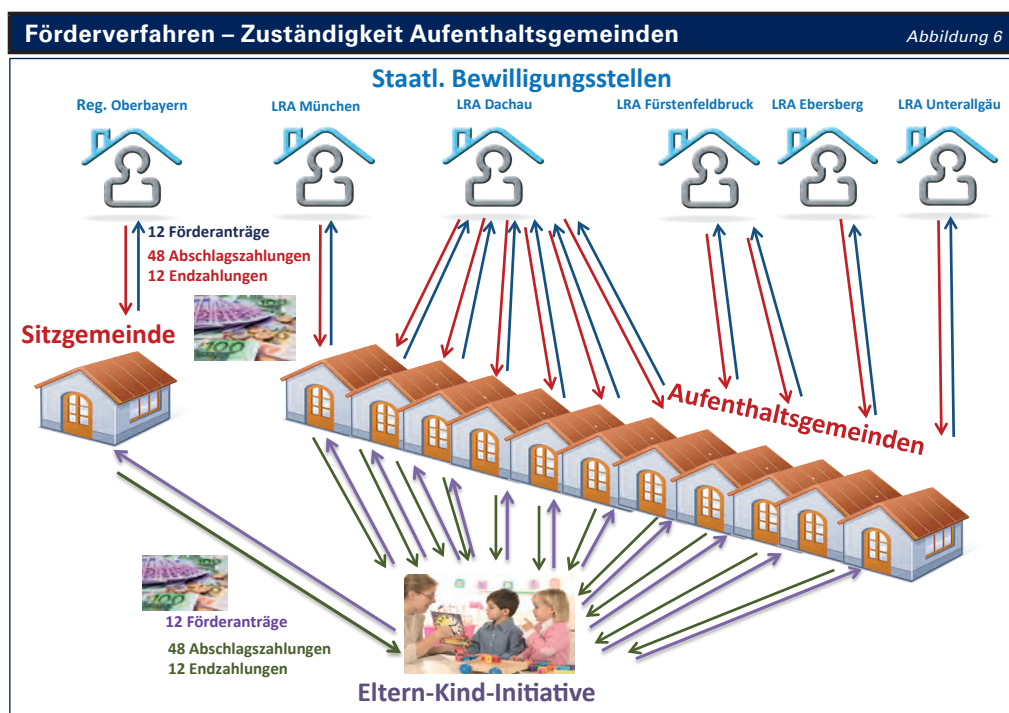 Förderverfahren – Zuständigkeit Aufenthaltsgemeinden
Abbildung 6
Staatl. Bewilligungsstellen
Reg. Oberbayern
LRA München
LRA Dachau
LRA Fürstenfeldbruck
LRA Ebersberg
LRA Unterallgäu
12 Förderanträge
48 Abschlagszahlungen
12 Endzahlungen
Sitzgemeinde
Aufenthaltsgemeinden
12 Förderanträge
48 Abschlagszahlungen
12 Endzahlungen
Eltern-Kind-Initiative